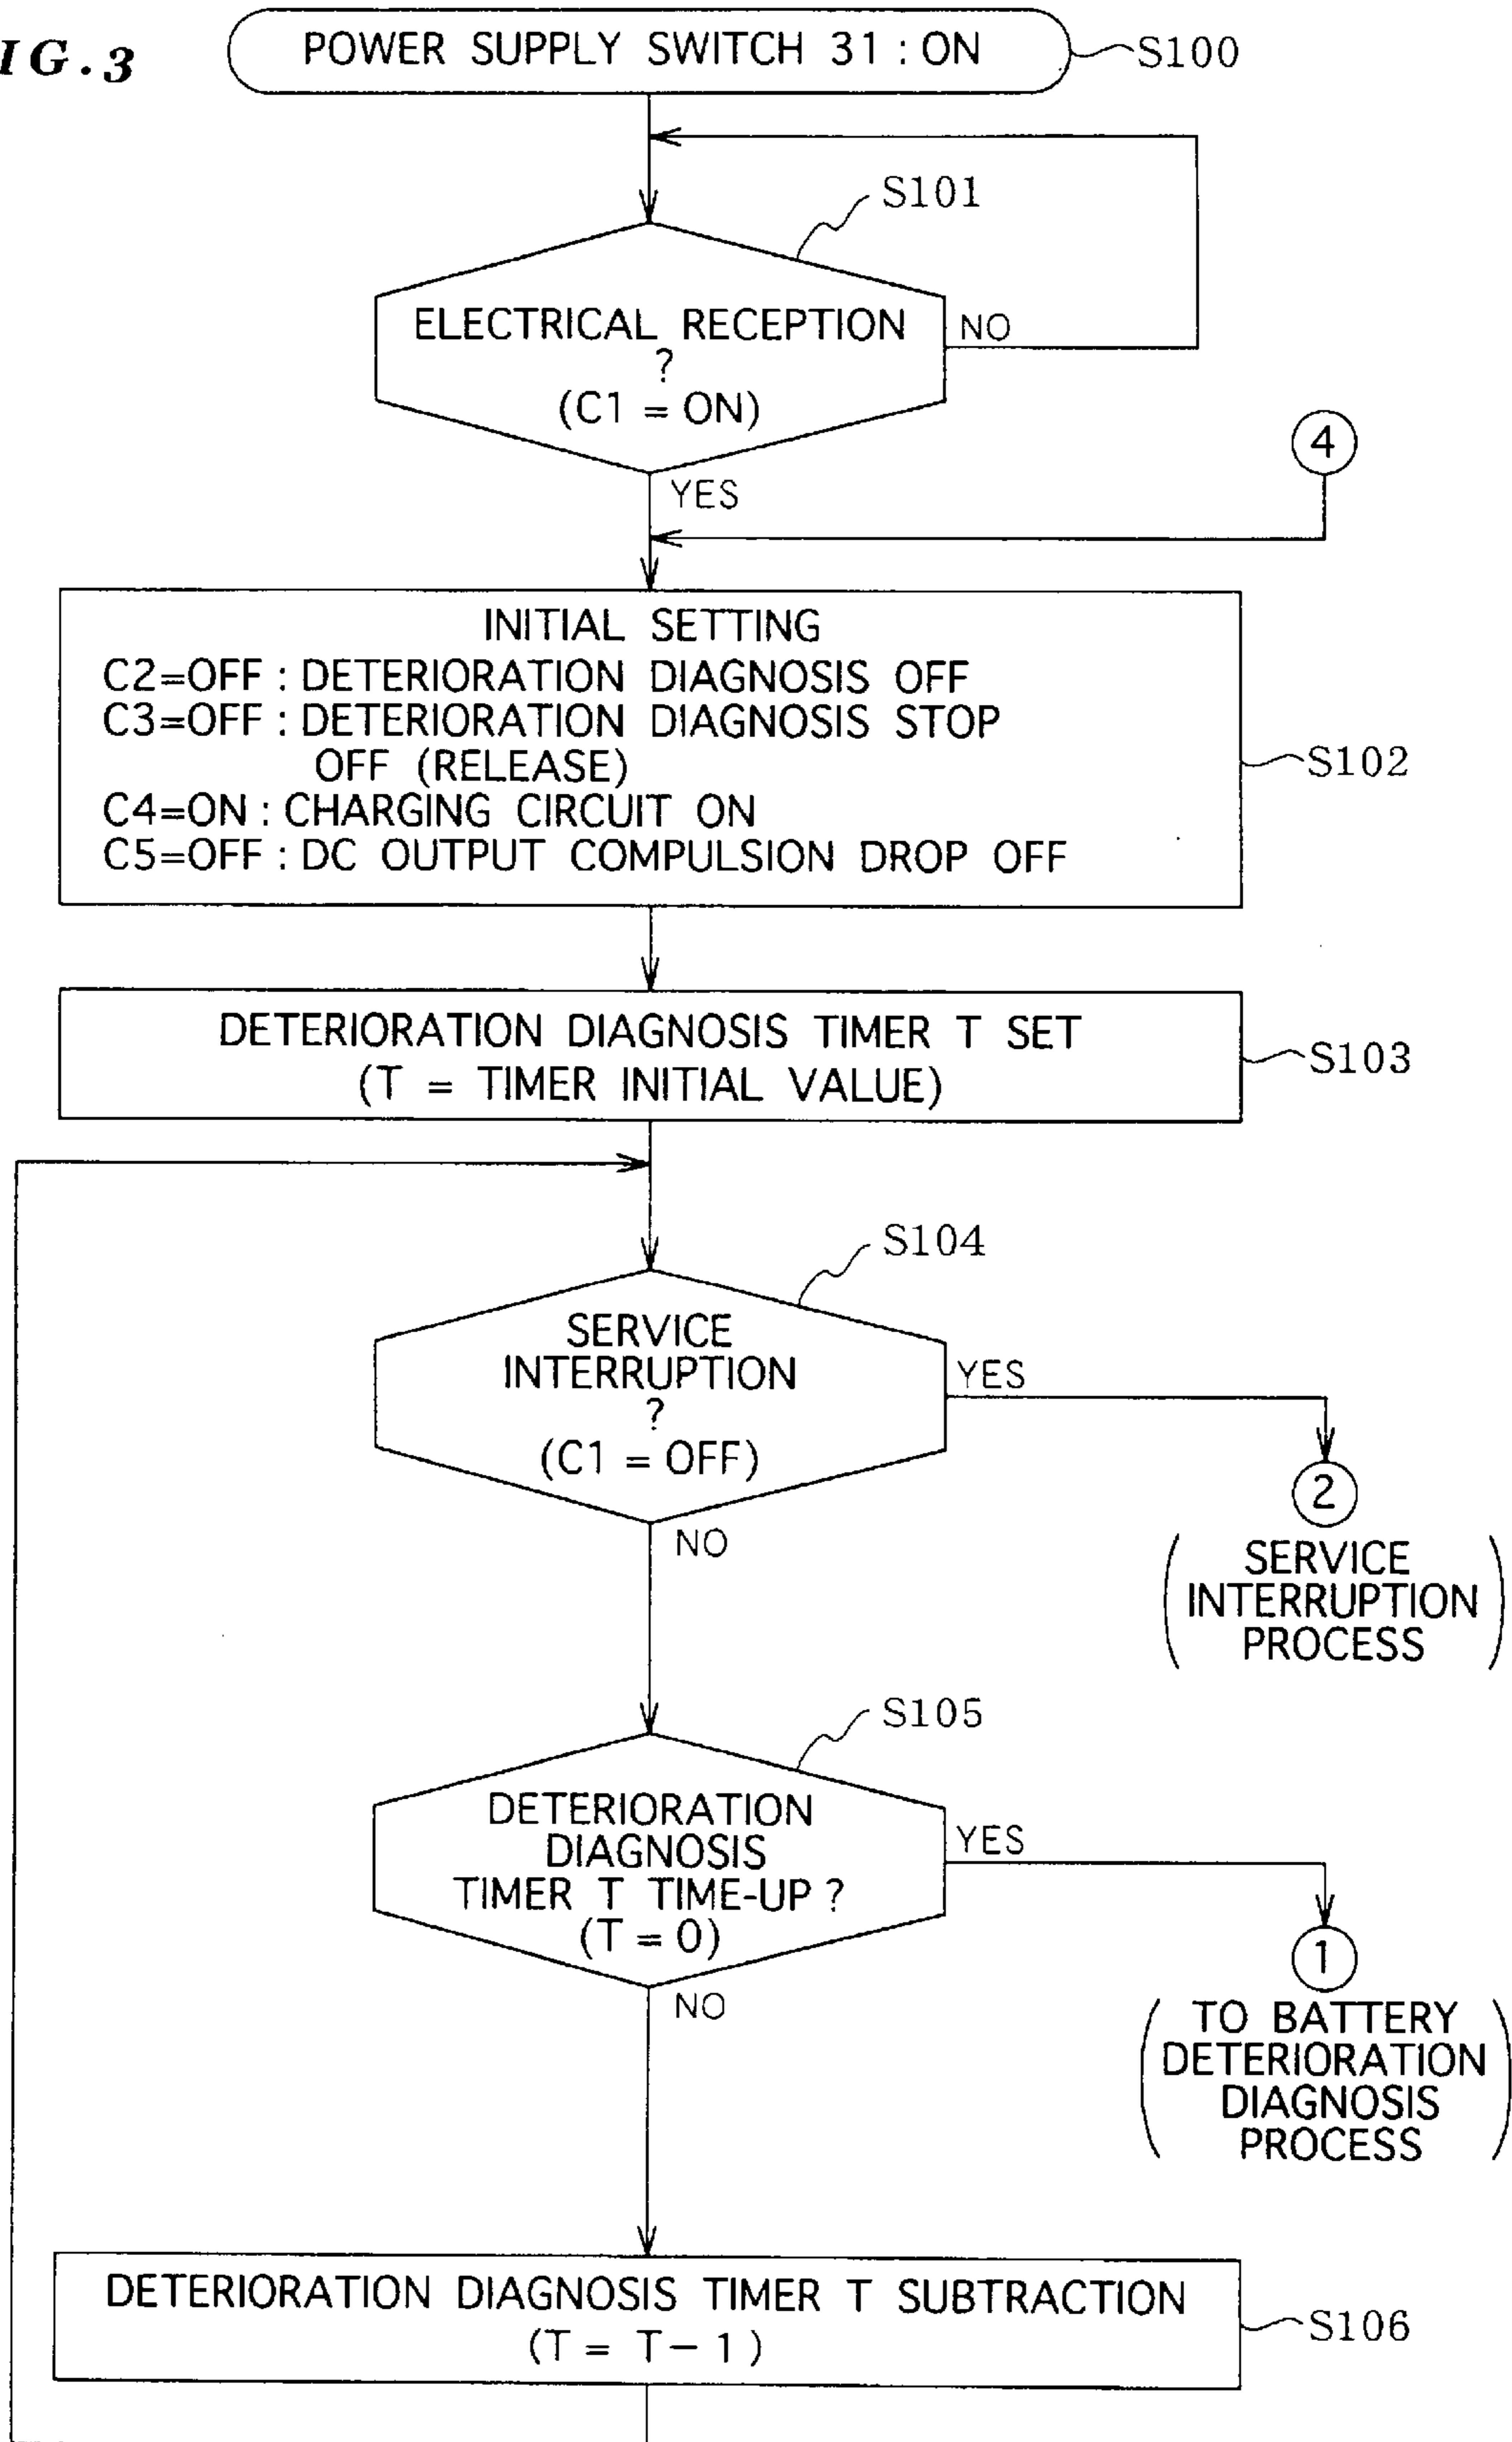 IG.3
POWER SUPPLY SWITCH 31 : ON
S100
S101
ELECTRICAL RECEPTION
?
(C1 = ON)
NO
4
YES
INITIAL SETTING
C2=OFF : DETERIORATION DIAGNOSIS OFF
C3=OFF : DETERIORATION DIAGNOSIS STOP
OFF (RELEASE)
C4=ON : CHARGING CIRCUIT ON
C5=OFF : DC OUTPUT COMPULSION DROP OFF
S102
DETERIORATION DIAGNOSIS TIMER T SET
(T = TIMER INITIAL VALUE)
S103
S104
SERVICE
INTERRUPTION
?
(C1 = OFF)
YES
2
(SERVICE
INTERRUPTION
PROCESS)
NO
S105
DETERIORATION
DIAGNOSIS
TIMER T TIME-UP ?
(T = 0)
YES
1
(TO BATTERY
DETERIORATION
DIAGNOSIS
PROCESS)
NO
DETERIORATION DIAGNOSIS TIMER T SUBTRACTION
(T = T - 1)
S106